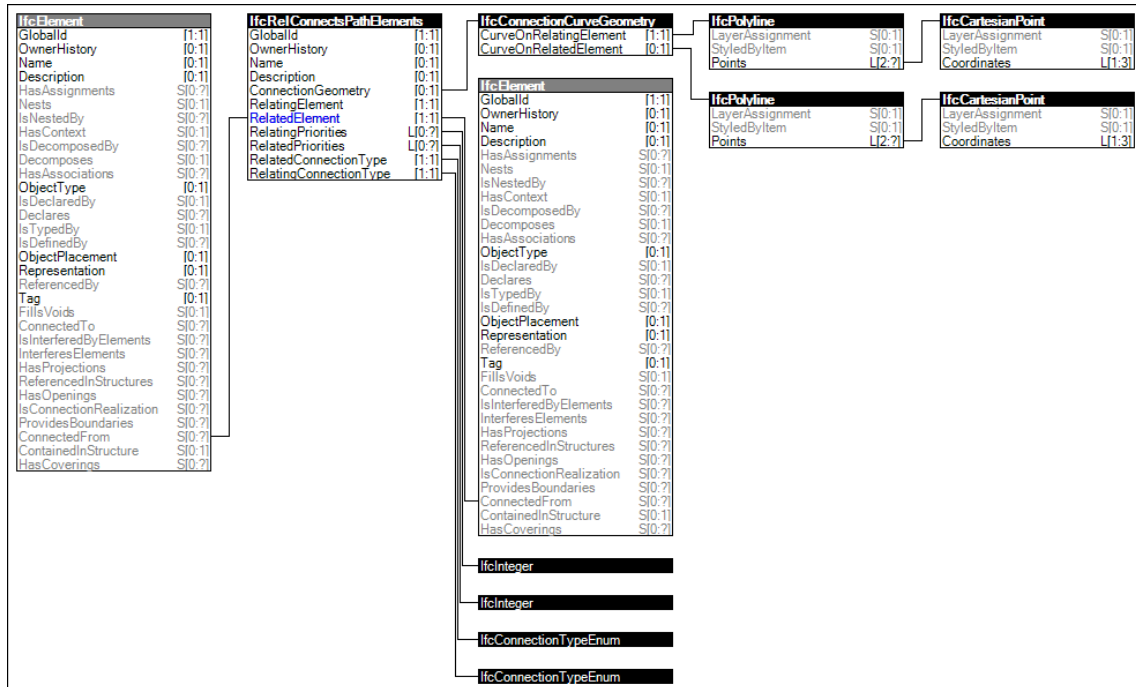 IfcElement
GlobalId [1:1]
OwnerHistory [0:1]
Name [0:1]
Description [0:1]
HasAssignments S[0:?]
Nests S[0:1]
IsNestedBy S[0:?]
HasContext S[0:1]
IsDecomposedBy S[0:?]
Decomposes S[0:1]
HasAssociations S[0:?]
ObjectType [0:1]
IsDeclaredBy S[0:1]
Declares S[0:?]
IsTypedBy S[0:1]
IsDefinedBy S[0:?]
ObjectPlacement [0:1]
Representation [0:1]
ReferencedBy S[0:?]
Tag [0:1]
FillsVoids S[0:1]
ConnectedTo S[0:?]
IsInterferedByElements S[0:?]
InterferesElements S[0:?]
HasProjections S[0:?]
ReferencedInStructures S[0:?]
HasOpenings S[0:?]
IsConnectionRealization S[0:?]
ProvidesBoundaries S[0:?]
ConnectedFrom S[0:?]
ContainedInStructure S[0:1]
HasCoverings S[0:?]
IfcRelConnectsPathElements
GlobalId [1:1]
OwnerHistory [0:1]
Name [0:1]
Description [0:1]
ConnectionGeometry [0:1]
RelatingElement [1:1]
RelatedElement [1:1]
RelatingPriorities L[0:?]
RelatedPriorities L[0:?]
RelatedConnectionType [1:1]
RelatingConnectionType [1:1]
IfcConnectionCurveGeometry
CurveOnRelatingElement [1:1]
CurveOnRelatedElement [0:1]
IfcElement
GlobalId [1:1]
OwnerHistory [0:1]
Name [0:1]
Description [0:1]
HasAssignments S[0:?]
Nests S[0:1]
IsNestedBy S[0:?]
HasContext S[0:1]
IsDecomposedBy S[0:?]
Decomposes S[0:1]
HasAssociations S[0:?]
ObjectType [0:1]
IsDeclaredBy S[0:1]
Declares S[0:?]
IsTypedBy S[0:1]
IsDefinedBy S[0:?]
ObjectPlacement [0:1]
Representation [0:1]
ReferencedBy S[0:?]
Tag [0:1]
FillsVoids S[0:1]
ConnectedTo S[0:?]
IsInterferedByElements S[0:?]
InterferesElements S[0:?]
HasProjections S[0:?]
ReferencedInStructures S[0:?]
HasOpenings S[0:?]
IsConnectionRealization S[0:?]
ProvidesBoundaries S[0:?]
ConnectedFrom S[0:?]
ContainedInStructure S[0:1]
HasCoverings S[0:?]
IfcInteger
IfcInteger
IfcConnectionTypeEnum
IfcConnectionTypeEnum
IfcPolyline
LayerAssignment S[0:1]
StyledByItem S[0:1]
Points L[2:?]
IfcPolyline
LayerAssignment S[0:1]
StyledByItem S[0:1]
Points L[2:?]
IfcCartesianPoint
LayerAssignment S[0:1]
StyledByItem S[0:1]
Coordinates L[1:3]
IfcCartesianPoint
LayerAssignment S[0:1]
StyledByItem S[0:1]
Coordinates L[1:3]